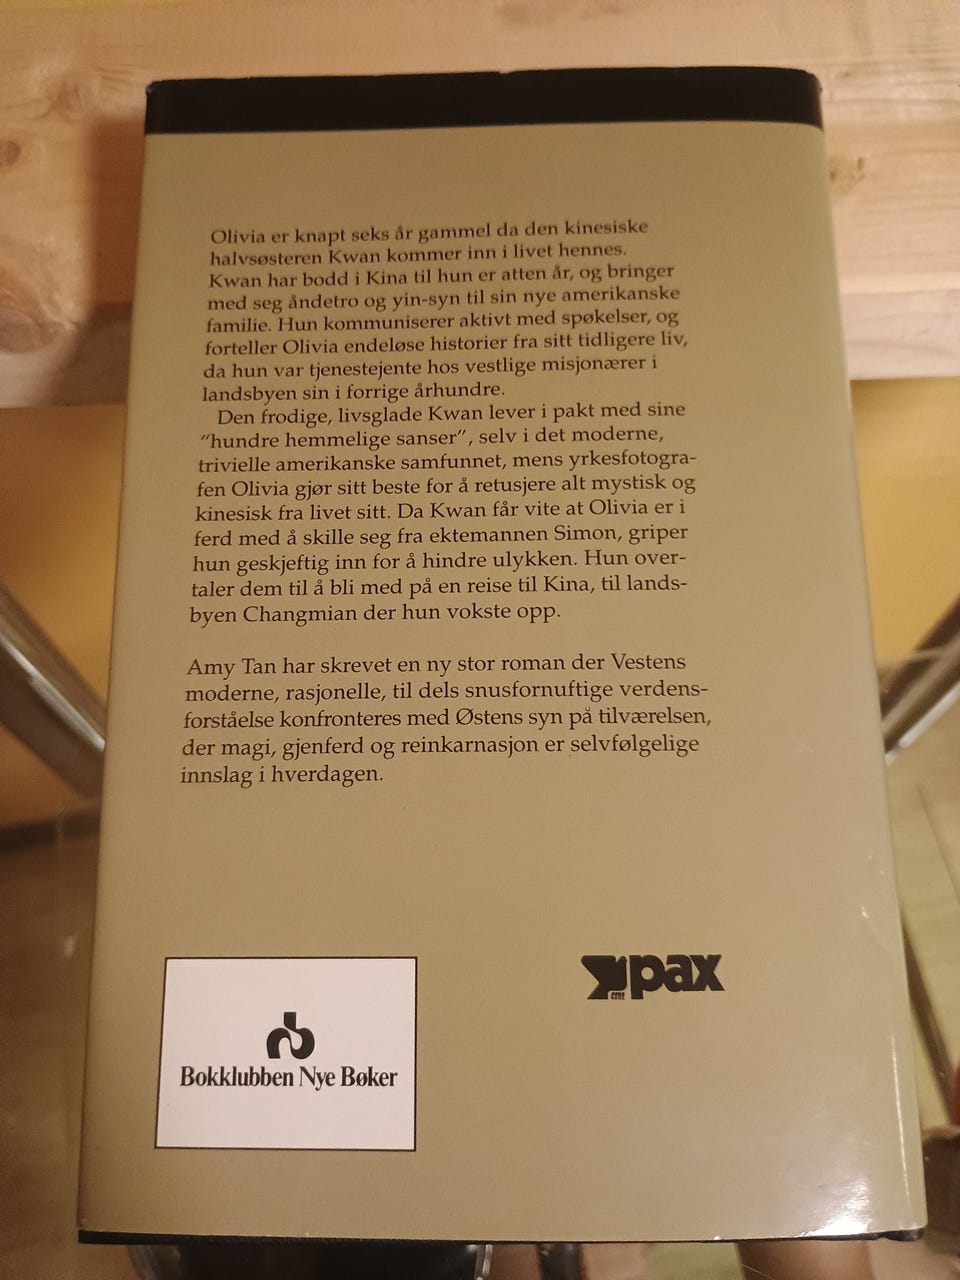 Olivia er knapt seks år gammel da den kinesiske
halvsøsteren Kwan kommer inn i livet hennes.
Kwan har bodd i Kina til hun er atten år, og bringer
med seg åndetro og yin-syn til sin nye amerikanske
familie. Hun kommuniserer aktivt med spøkelser, og
forteller Olivia endeløse historier fra sitt tidligere liv,
da hun var tjenestejente hos vestlige misjonærer i
landsbyen sin i forrige århundre.
Den frodige, livsglade Kwan lever i pakt med sine
"hundre hemmelige sanser", selv i det moderne,
trivielle amerikanske samfunnet, mens yrkesfotogra-
fen Olivia gjør sitt beste for å retusjere alt mystisk og
kinesisk fra livet sitt. Da Kwan får vite at Olivia er i
ferd med å skille seg fra ektemannen Simon, griper
hun geskjeftig inn for å hindre ulykken. Hun over-
taler dem til å bli med på en reise til Kina, til lands-
byen Changmian der hun vokste opp.
Amy Tan har skrevet en ny stor roman der Vestens
moderne, rasjonelle, til dels snusfornuftige verdens-
forståelse konfronteres med Østens syn på tilværelsen,
der magi, gjenferd og reinkarnasjon er selvfølgelige
innslag i hverdagen.
pax
Bokklubben Nye Bøker